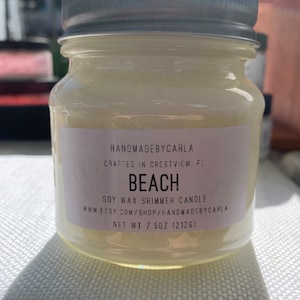 HANDMADEBYCARLA
CRAFTED IN CRESTVIEW, FL
BEACH
SOY WAX SHIMMER CANDLE
WWW.ETSY.COM/SHOP/HANDMADEBYCARLA
NET WT 7.5OZ (212G)